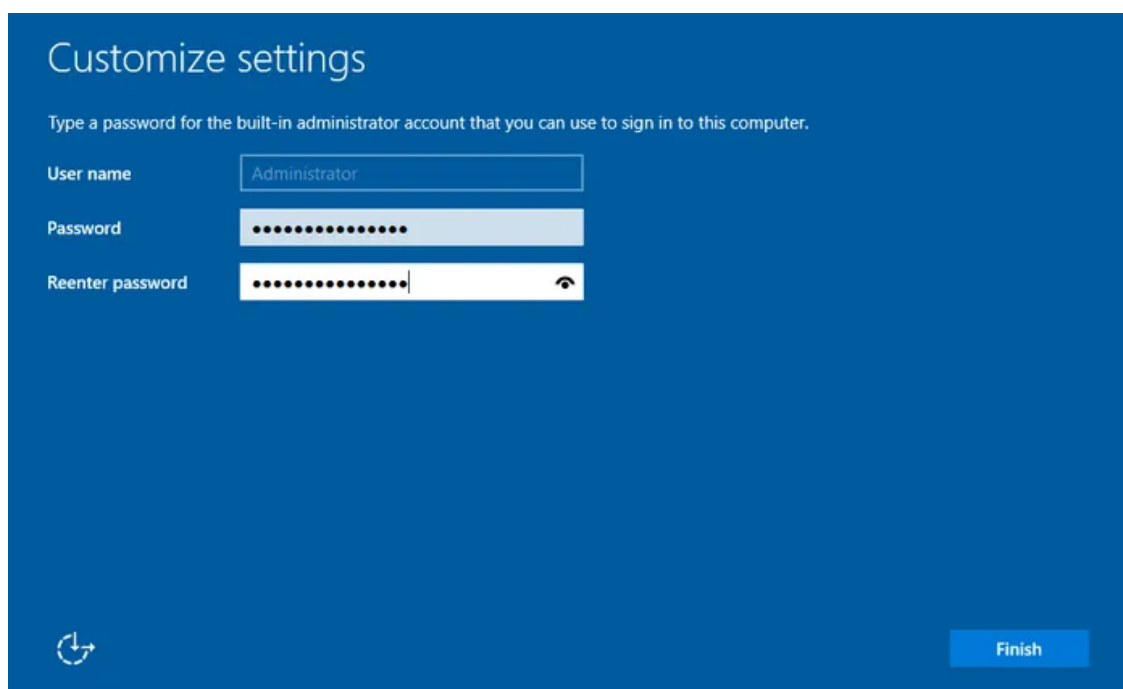 Customize settings
Type a password for the built-in administrator account that you can use to sign in to this computer.
User name Administrator
Password ●●●●●●●●●●●●●●●
Reenter password ●●●●●●●●●●●●●●●
Finish